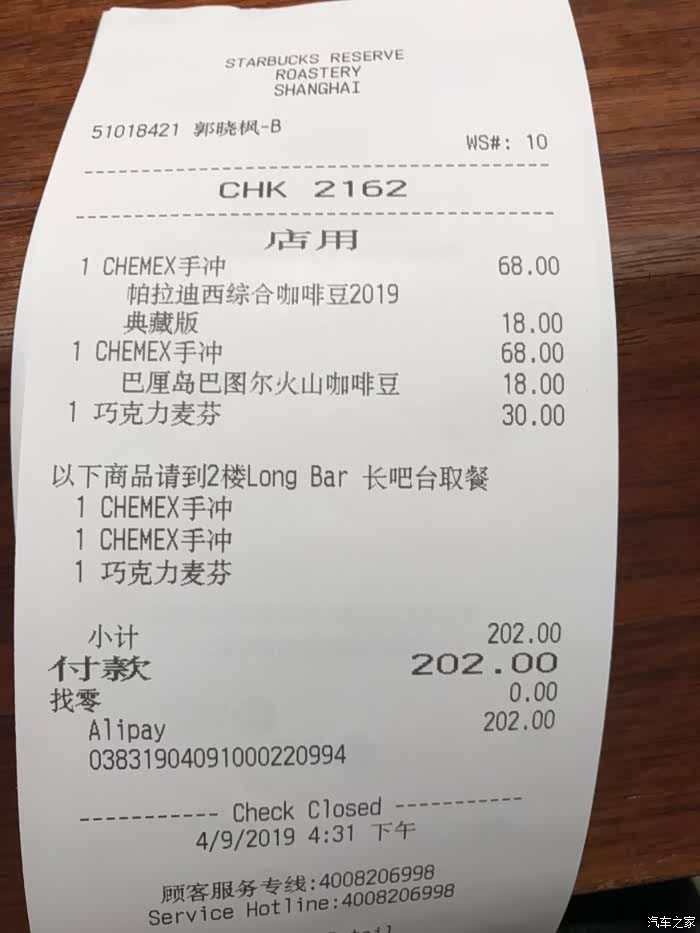 STARBUCKS RESERVE
ROASTERY
SHANGHAI
51018421 郭晓枫-B
WS#: 10
CHK 2162
店用
1 CHEMEX手冲 68.00
帕拉迪西综合咖啡豆2019
典藏版 18.00
1 CHEMEX手冲 68.00
巴厘岛巴图尔火山咖啡豆 18.00
1 巧克力麦芬 30.00
以下商品请到2楼Long Bar 长吧台取餐
1 CHEMEX手冲
1 CHEMEX手冲
1 巧克力麦芬
小计 202.00
付款 202.00
找零 0.00
Alipay 202.00
03831904091000220994
----------- Check Closed -----------
4/9/2019 4:31 下午
顾客服务专线:4008206998
Service Hotline:4008206998
汽车之家